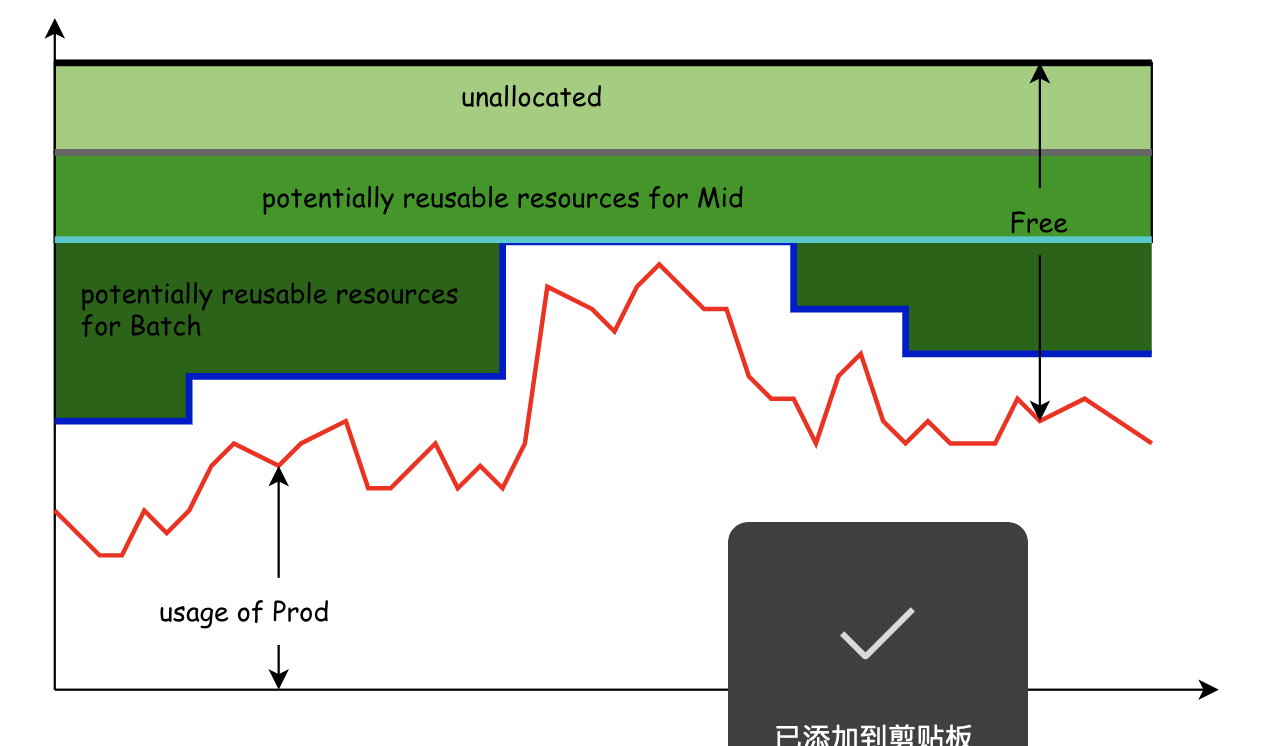 unallocated
potentially reusable resources for Mid
Free
potentially reusable resources
for Batch
usage of Prod
已添加到剪贴板